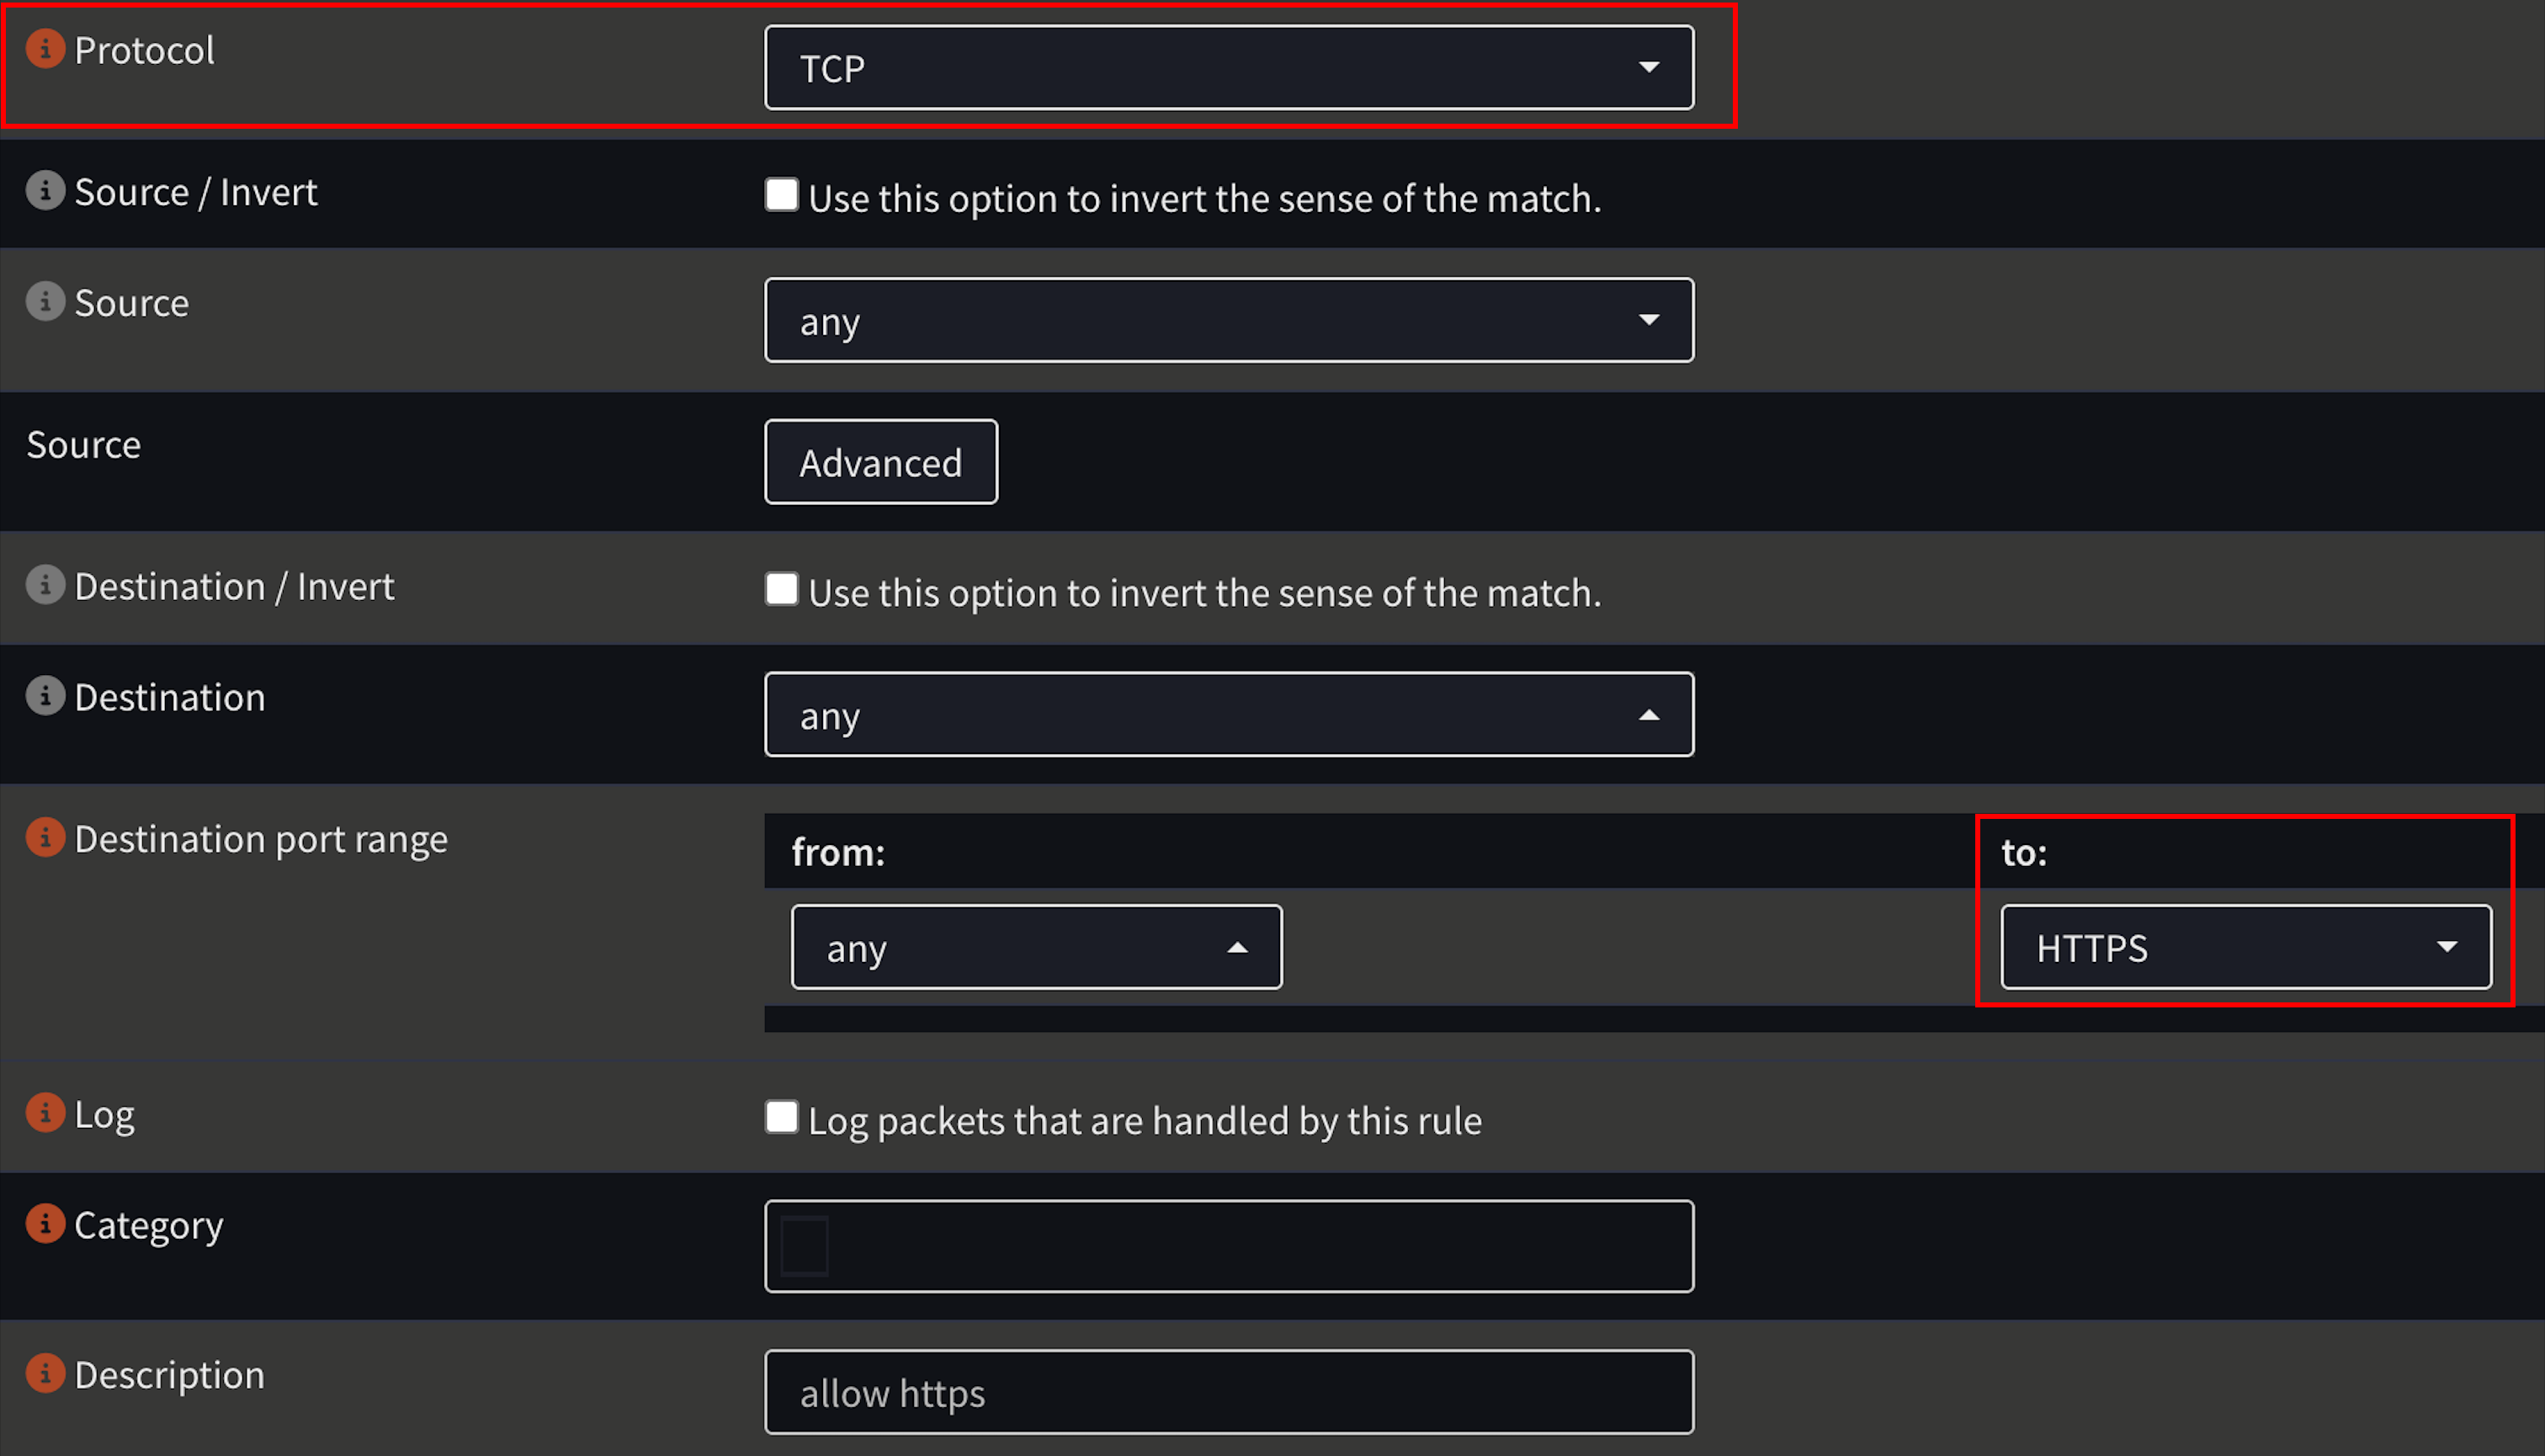 Protocol
TCP
Source / Invert
Use this option to invert the sense of the match.
Source
any
Source
Advanced
Destination / Invert
Use this option to invert the sense of the match.
Destination
any
Destination port range
from:
to:
any
HTTPS
Log
Log packets that are handled by this rule
Category
Description
allow https